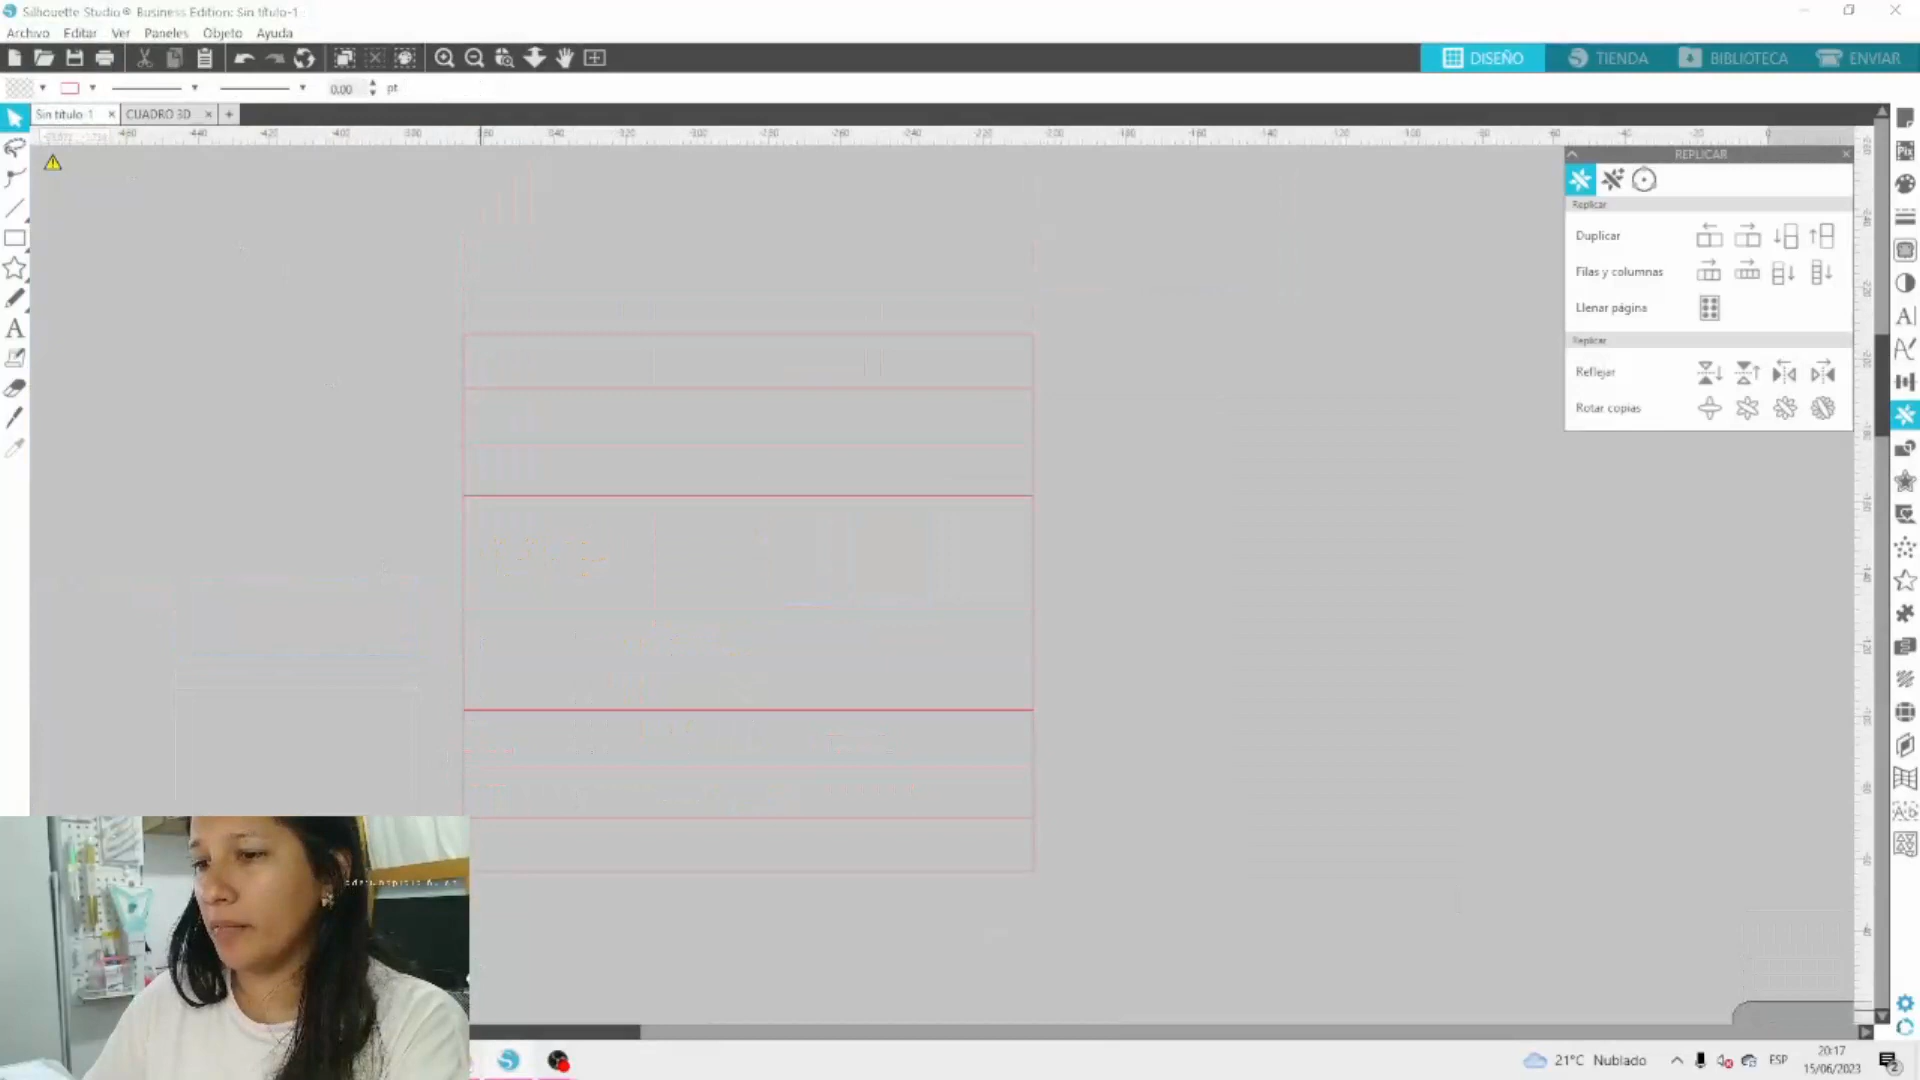 Silhouette Studio® Business Edition: Sin título-1
Archivo Editar Ver Paneles Objeto Ayuda
DISEÑO TIENDA BIBLIOTECA ENVIAR
0.00 pt
Sin título-1 × CUADRO 3D × +
REPLICAR
Pix
Replicar
Duplicar
Filas y columnas
Llenar página
Replicar
Reflejar
Rotar copias
21°C Nublado
ESP
20:17
15/06/2023
2